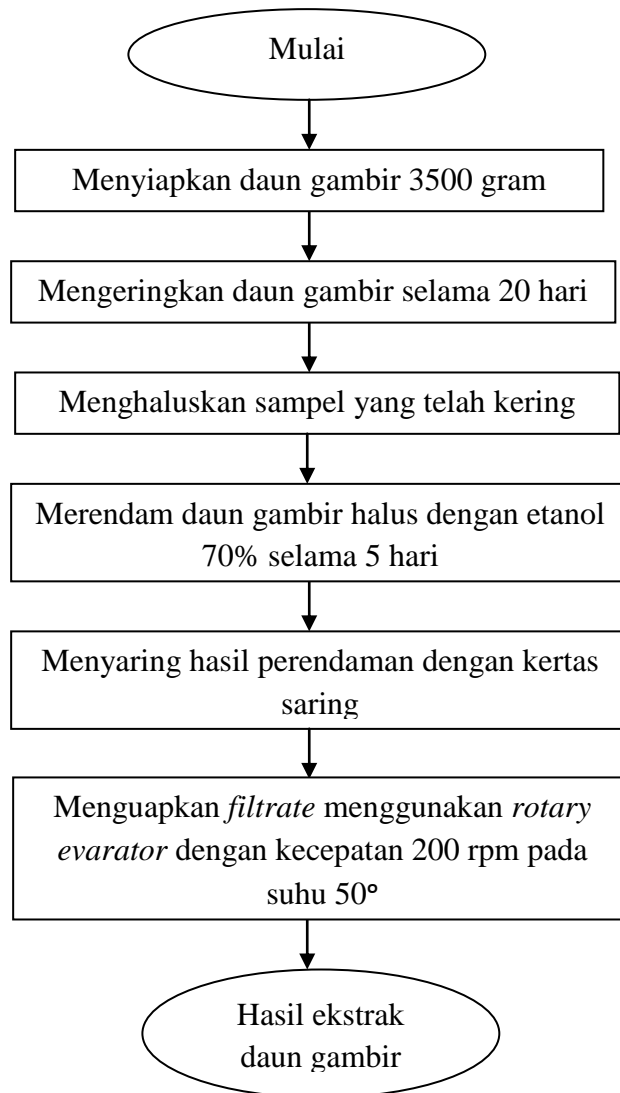 Mulai
Menyiapkan daun gambir 3500 gram
Mengeringkan daun gambir selama 20 hari
Menghaluskan sampel yang telah kering
Merendam daun gambir halus dengan etanol
70% selama 5 hari
Menyaring hasil perendaman dengan kertas
saring
Menguapkan filtrate menggunakan rotary
evarator dengan kecepatan 200 rpm pada
suhu 50°
Hasil ekstrak
daun gambir